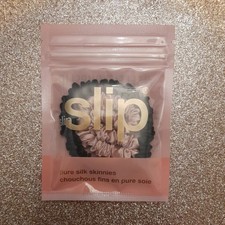 slip
pure silk skinnies
chouchous fins en pure soie